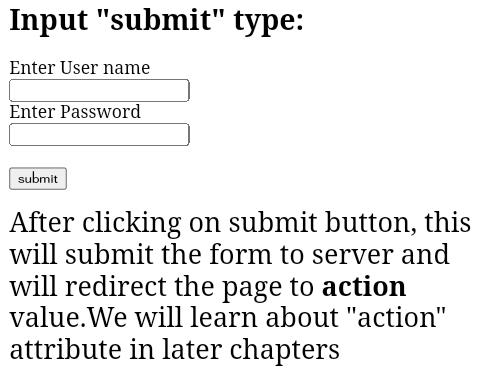 Input "submit" type:
Enter User name
Enter Password
submit
After clicking on submit button, this
will submit the form to server and
will redirect the page to action
value.We will learn about "action"
attribute in later chapters